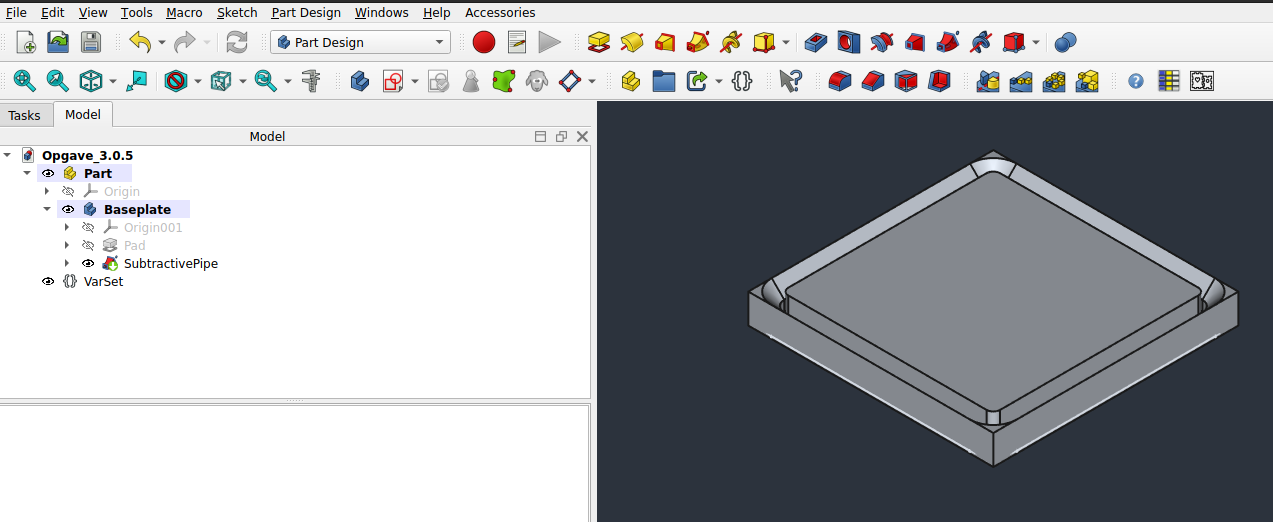 File Edit View Tools Macro Sketch Part Design Windows Help Accessories
Part Design
Tasks Model
Model
Opgave_3.0.5
Part
Origin
Baseplate
Origin001
Pad
SubtractivePipe
VarSet